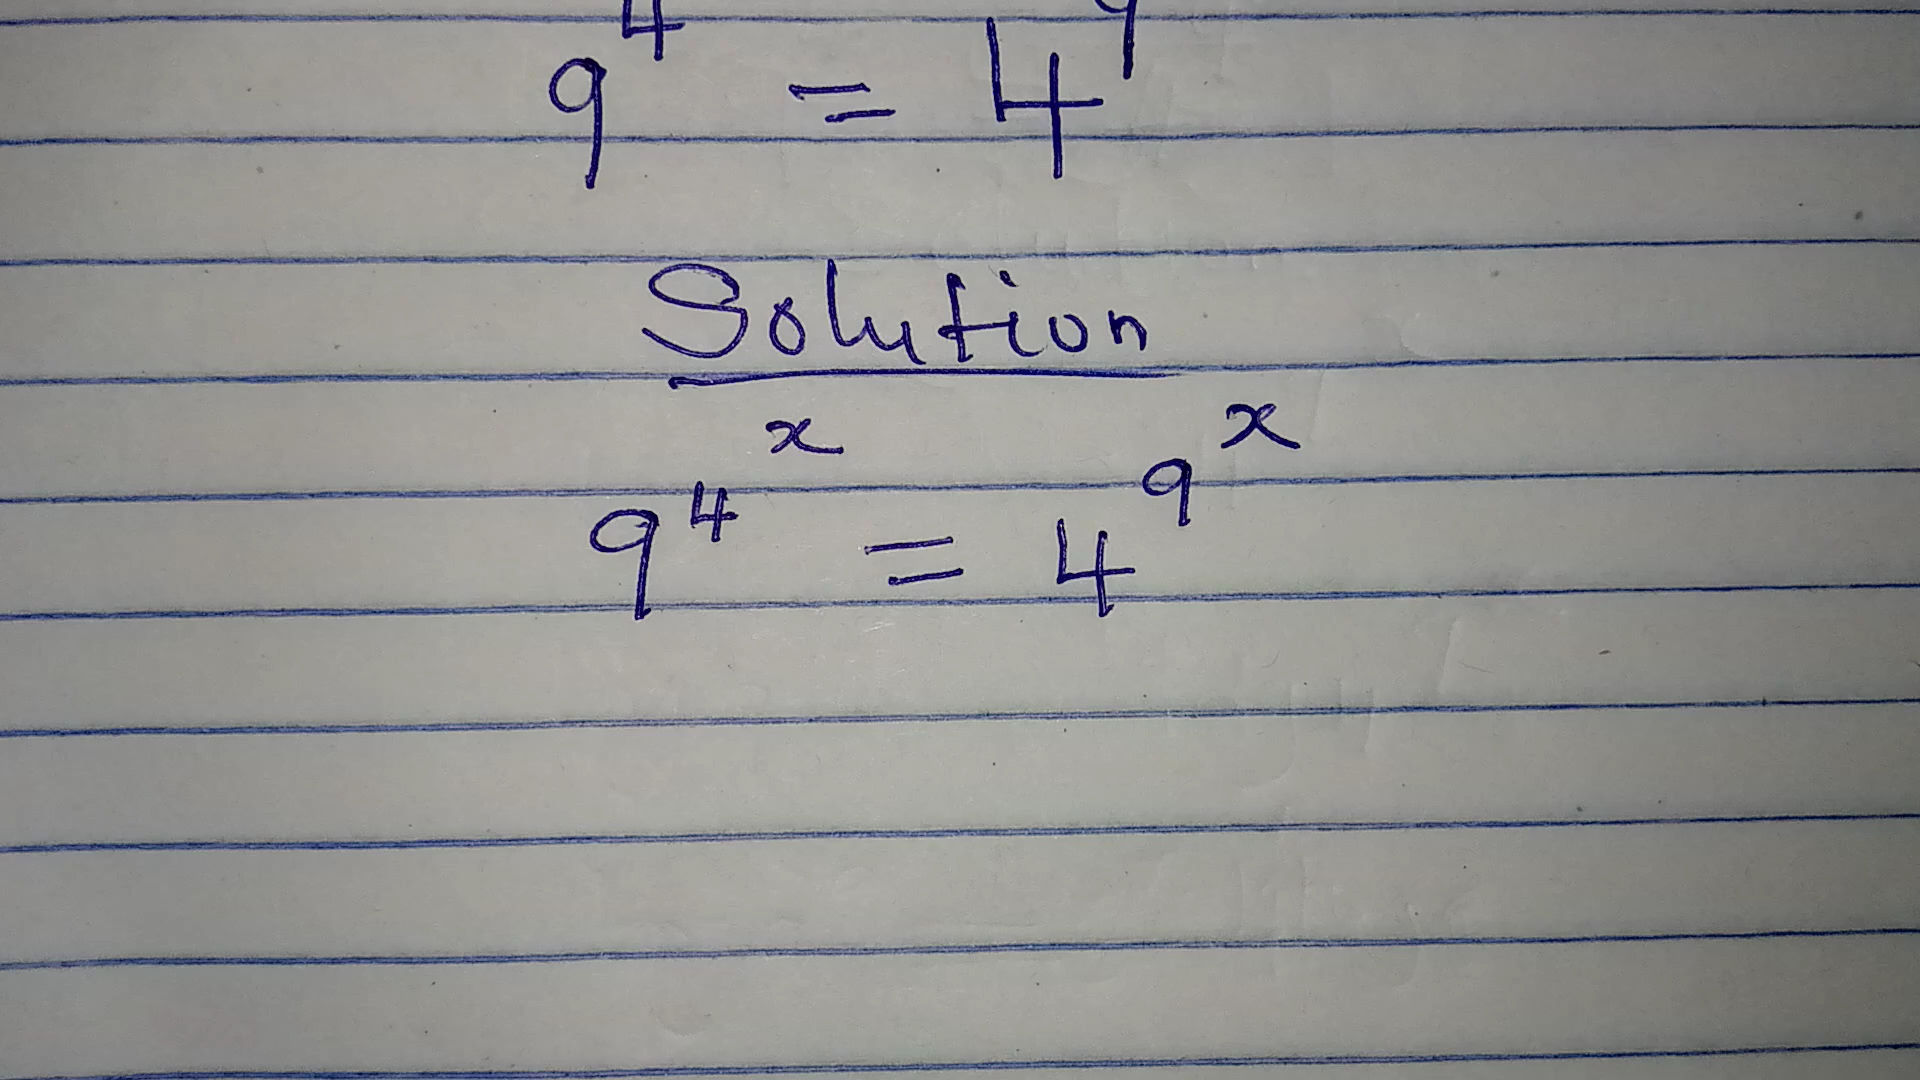 9^4 = 4^9
Solution
9^4^x = 4^9^x